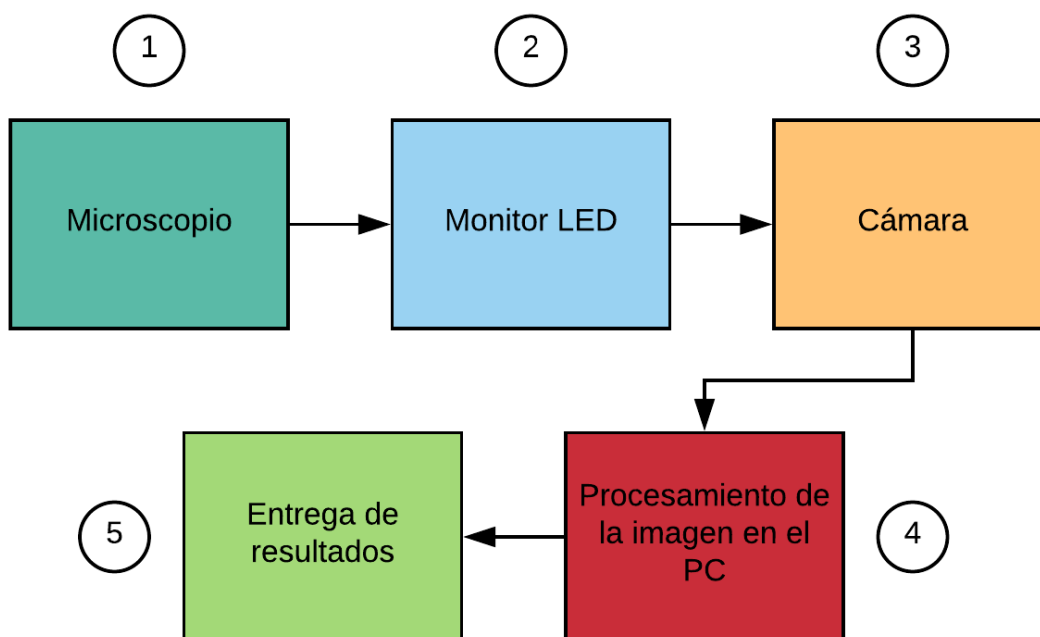 1
2
3
Microscopio
Monitor LED
Cámara
Entrega de
resultados
Procesamiento de
la imagen en el
PC
5
4